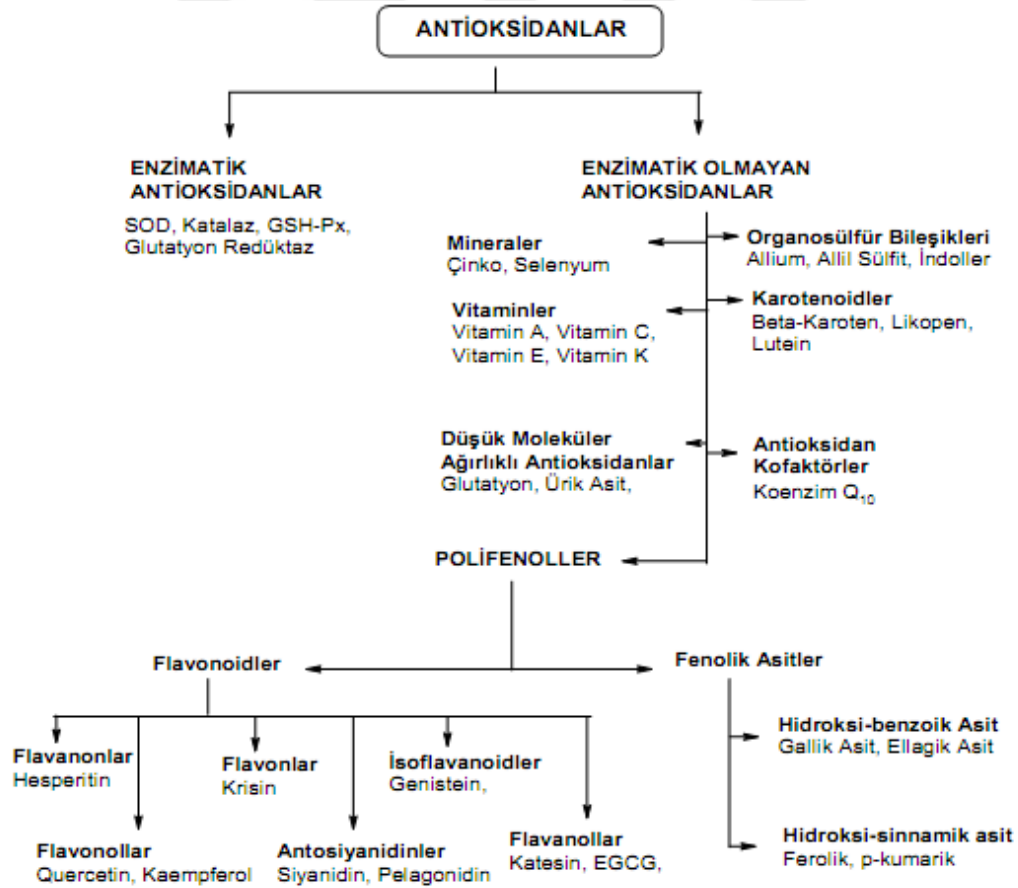 ANTİOKSİDANLAR
ENZİMATİK
ANTİOKSİDANLAR
SOD, Katalaz, GSH-Px,
Glutatyon Redüktaz
ENZİMATİK OLMAYAN
ANTİOKSİDANLAR
Mineraler
Çinko, Selenyum
Organosülfür Bileşikleri
Allium, Allil Sülfit, İndoller
Vitaminler
Vitamin A, Vitamin C,
Vitamin E, Vitamin K
Karotenoidler
Beta-Karoten, Likopen,
Lutein
Düşük Moleküler
Ağırlıklı Antioksidanlar
Glutatyon, Ürik Asit,
Antioksidan
Kofaktörler
Koenzim Q10
POLİFENOLLER
Flavonoidler
Fenolik Asitler
Flavanonlar
Hesperitin
Flavonlar
Krisin
İsoflavanoidler
Genistein,
Hidroksi-benzoik Asit
Gallik Asit, Ellagik Asit
Flavonollar
Quercetin, Kaempferol
Antosiyanidinler
Siyanidin, Pelagonidin
Flavanollar
Katesin, EGCG,
Hidroksi-sinnamik asit
Ferolik, p-kumarik